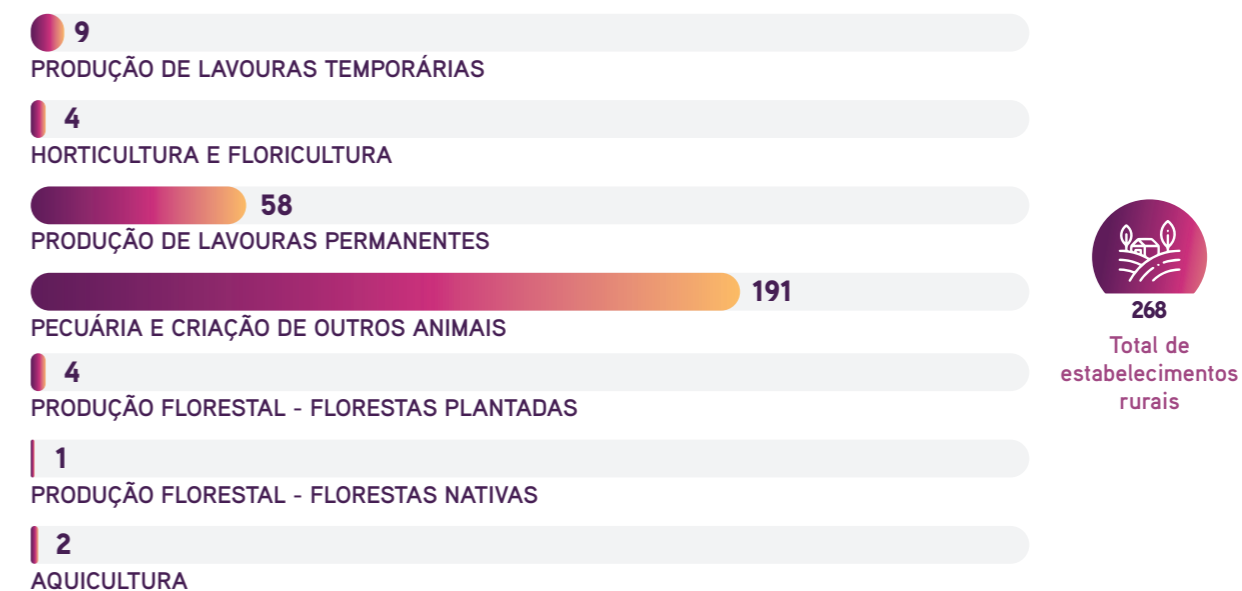 9
PRODUÇÃO DE LAVOURAS TEMPORÁRIAS
4
HORTICULTURA E FLORICULTURA
58
PRODUÇÃO DE LAVOURAS PERMANENTES
191
PECUÁRIA E CRIAÇÃO DE OUTROS ANIMAIS
4
PRODUÇÃO FLORESTAL - FLORESTAS PLANTADAS
1
PRODUÇÃO FLORESTAL - FLORESTAS NATIVAS
2
AQUICULTURA
268
Total de
estabelecimentos
rurais